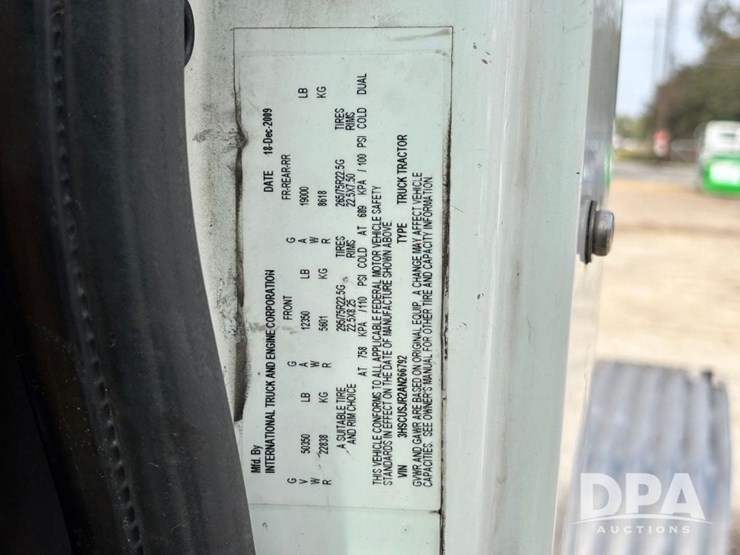 Mfd. By
INTERNATIONAL TRUCK AND ENGINE CORPORATION DATE 18-Dec-2009
G FRONT G FR-REAR-RR
V 50350 LB A 12350 LB A 19000 LB
W W W
R 22838 KG R 5601 KG R 8618 KG
A SUITABLE TIRE 295/75R22.5G TIRES 295/75R22.5G TIRES
AND RIM CHOICE 22.5X8.25 RIMS 22.5X7.50 RIMS
AT 758 KPA /110 PSI COLD AT 689 KPA /100 PSI COLD DUAL
THIS VEHICLE CONFORMS TO ALL APPLICABLE FEDERAL MOTOR VEHICLE SAFETY
STANDARDS IN EFFECT ON THE DATE OF MANUFACTURE SHOWN ABOVE.
VIN 3HSCUSJR2AN266792 TYPE TRUCK TRACTOR
GVWR AND GAWR ARE BASED ON ORIGINAL EQUIP. A CHANGE MAY AFFECT VEHICLE
CAPACITIES. SEE OWNER'S MANUAL FOR OTHER TIRE AND CAPACITY INFORMATION.
DPA
AUCTIONS